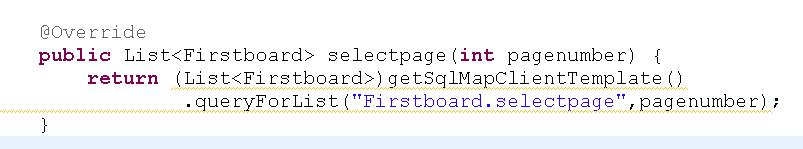 @Override
public List<Firstboard> selectpage(int pagenumber) {
return (List<Firstboard>)getSqlMapClientTemplate()
.queryForList("Firstboard.selectpage",pagenumber);
}